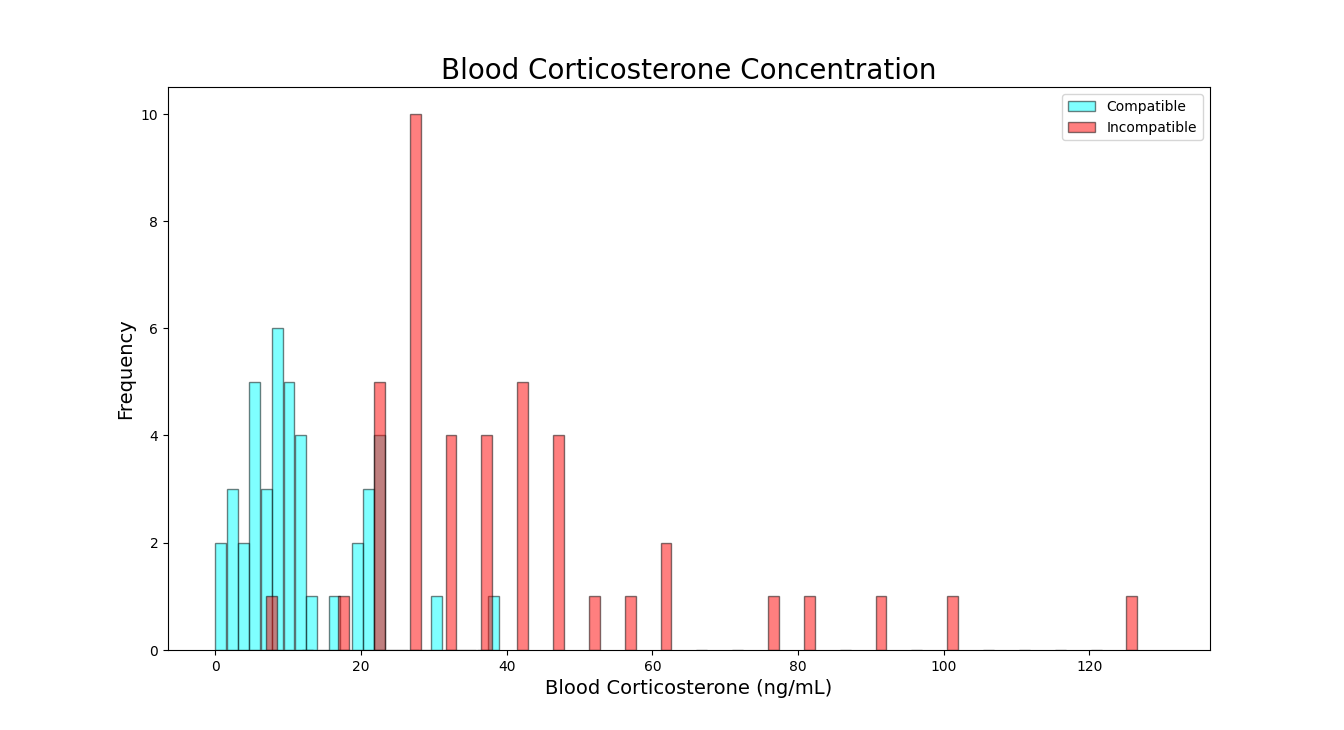 Blood Corticosterone Concentration
Compatible
Incompatible
10
8
6
4
2
0
Frequency
0 20 40 60 80 100 120
Blood Corticosterone (ng/mL)